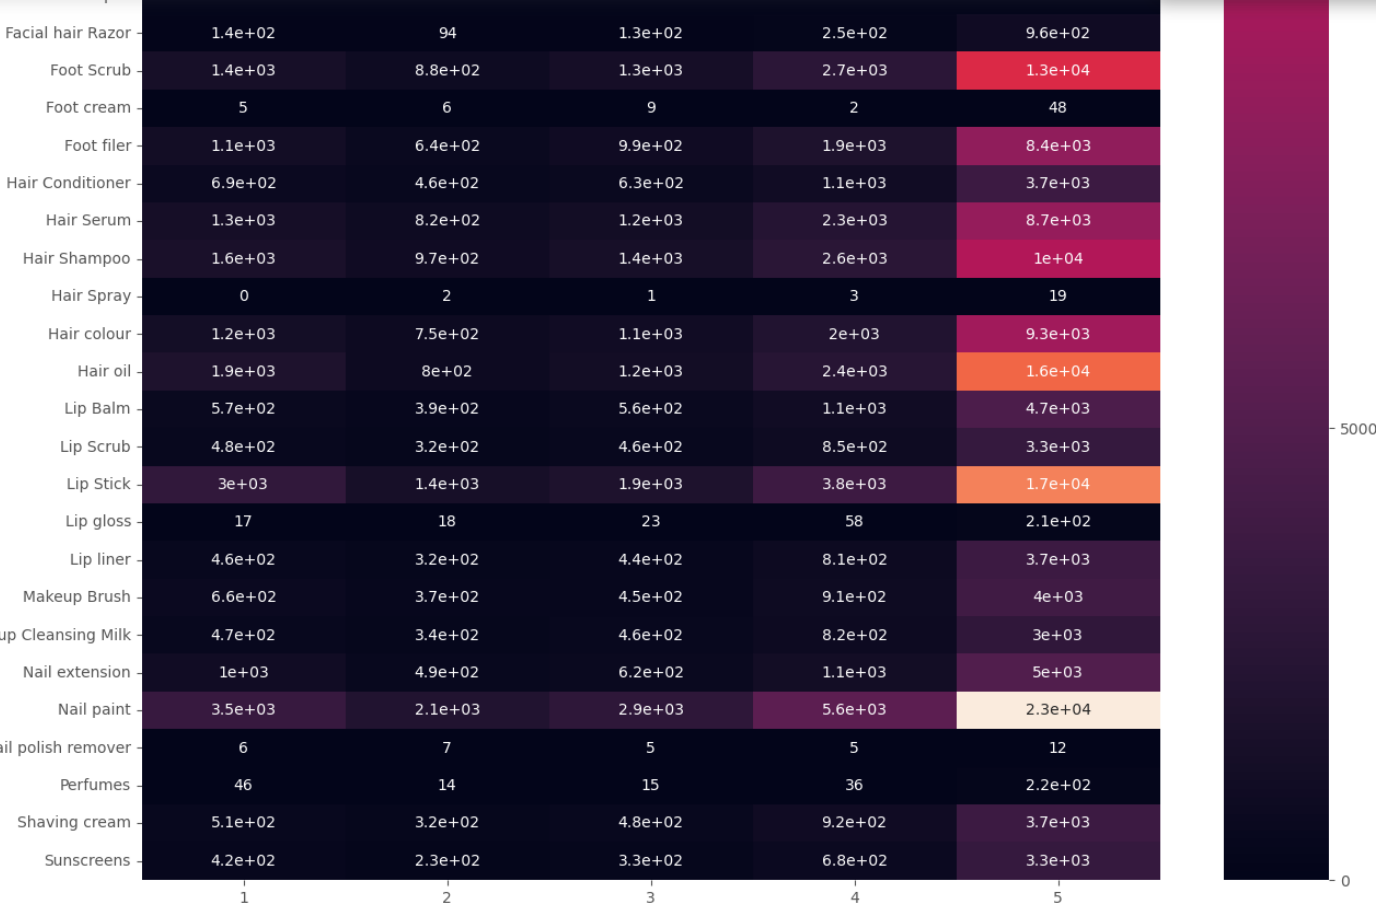 Facial hair Razor 1.4e+02 94 1.3e+02 2.5e+02 9.6e+02
Foot Scrub 1.4e+03 8.8e+02 1.3e+03 2.7e+03 1.3e+04
Foot cream 5 6 9 2 48
Foot filer 1.1e+03 6.4e+02 9.9e+02 1.9e+03 8.4e+03
Hair Conditioner 6.9e+02 4.6e+02 6.3e+02 1.1e+03 3.7e+03
Hair Serum 1.3e+03 8.2e+02 1.2e+03 2.3e+03 8.7e+03
Hair Shampoo 1.6e+03 9.7e+02 1.4e+03 2.6e+03 1e+04
Hair Spray 0 2 1 3 19
Hair colour 1.2e+03 7.5e+02 1.1e+03 2e+03 9.3e+03
Hair oil 1.9e+03 8e+02 1.2e+03 2.4e+03 1.6e+04
Lip Balm 5.7e+02 3.9e+02 5.6e+02 1.1e+03 4.7e+03
5000
Lip Scrub 4.8e+02 3.2e+02 4.6e+02 8.5e+02 3.3e+03
Lip Stick 3e+03 1.4e+03 1.9e+03 3.8e+03 1.7e+04
Lip gloss 17 18 23 58 2.1e+02
Lip liner 4.6e+02 3.2e+02 4.4e+02 8.1e+02 3.7e+03
Makeup Brush 6.6e+02 3.7e+02 4.5e+02 9.1e+02 4e+03
up Cleansing Milk 4.7e+02 3.4e+02 4.6e+02 8.2e+02 3e+03
Nail extension 1e+03 4.9e+02 6.2e+02 1.1e+03 5e+03
Nail paint 3.5e+03 2.1e+03 2.9e+03 5.6e+03 2.3e+04
ail polish remover 6 7 5 5 12
Perfumes 46 14 15 36 2.2e+02
Shaving cream 5.1e+02 3.2e+02 4.8e+02 9.2e+02 3.7e+03
Sunscreens 4.2e+02 2.3e+02 3.3e+02 6.8e+02 3.3e+03
0
1 2 3 4 5